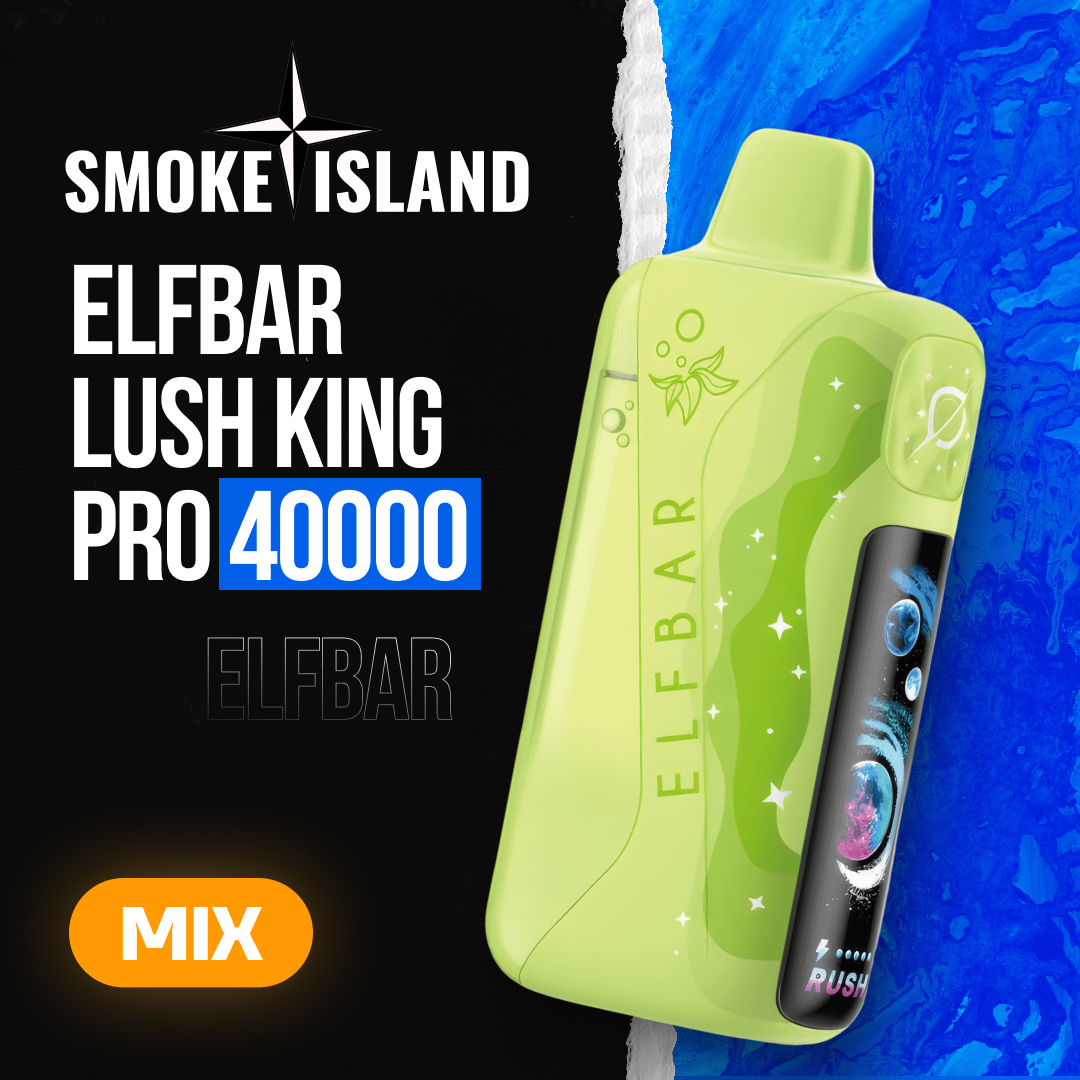 SMOKE ISLAND
ELFBAR
LUSH KING
PRO 40000
ELFBAR
MIX
ELFBAR
RUSH